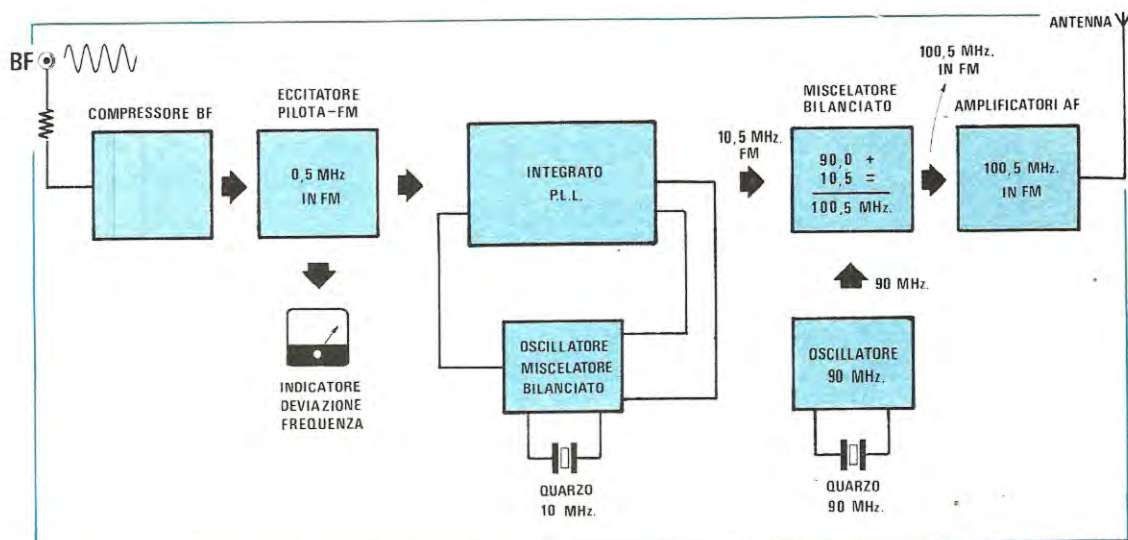 ANTENNA
BF
100,5 MHz.
IN FM
COMPRESSORE BF
ECCITATORE
PILOTA-FM
0,5 MHz
IN FM
INTEGRATO
P.L.L.
10,5 MHz.
FM
MISCELATORE
BILANCIATO
90,0 +
10,5 =
100,5 MHz.
AMPLIFICATORI AF
100,5 MHz.
IN FM
INDICATORE
DEVIAZIONE
FREQUENZA
OSCILLATORE
MISCELATORE
BILANCIATO
QUARZO
10 MHz.
90 MHz.
OSCILLATORE
90 MHz.
QUARZO
90 MHz.